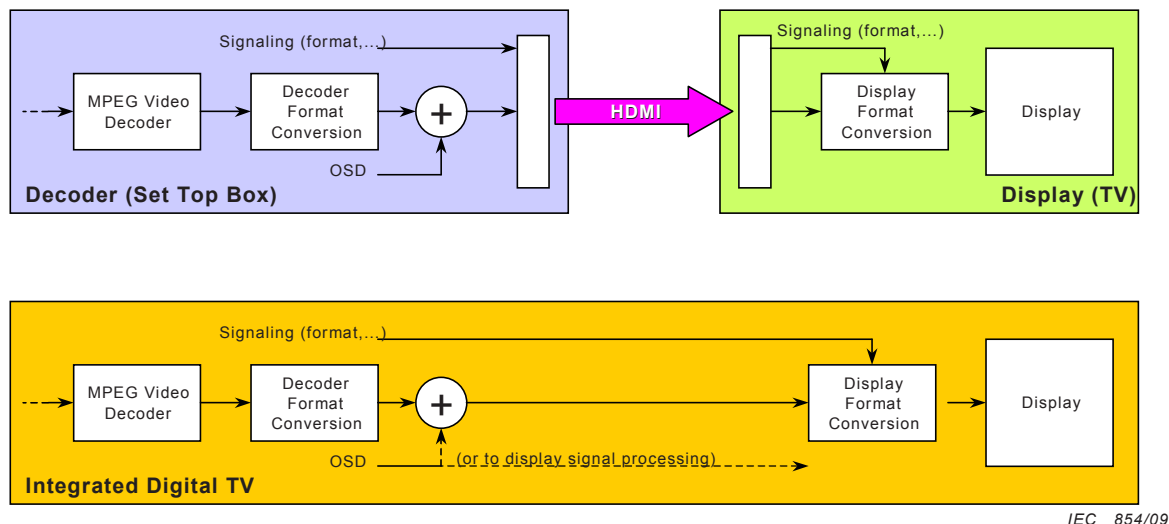 Signaling (format,...)
MPEG Video
Decoder
Decoder
Format
Conversion
+
OSD
Decoder (Set Top Box)
HDMI
Signaling (format,...)
Display
Format
Conversion
Display
Display (TV)
Signaling (format,...)
MPEG Video
Decoder
Decoder
Format
Conversion
+
OSD
(or to display signal processing)
Display
Format
Conversion
Display
Integrated Digital TV
IEC 854/09